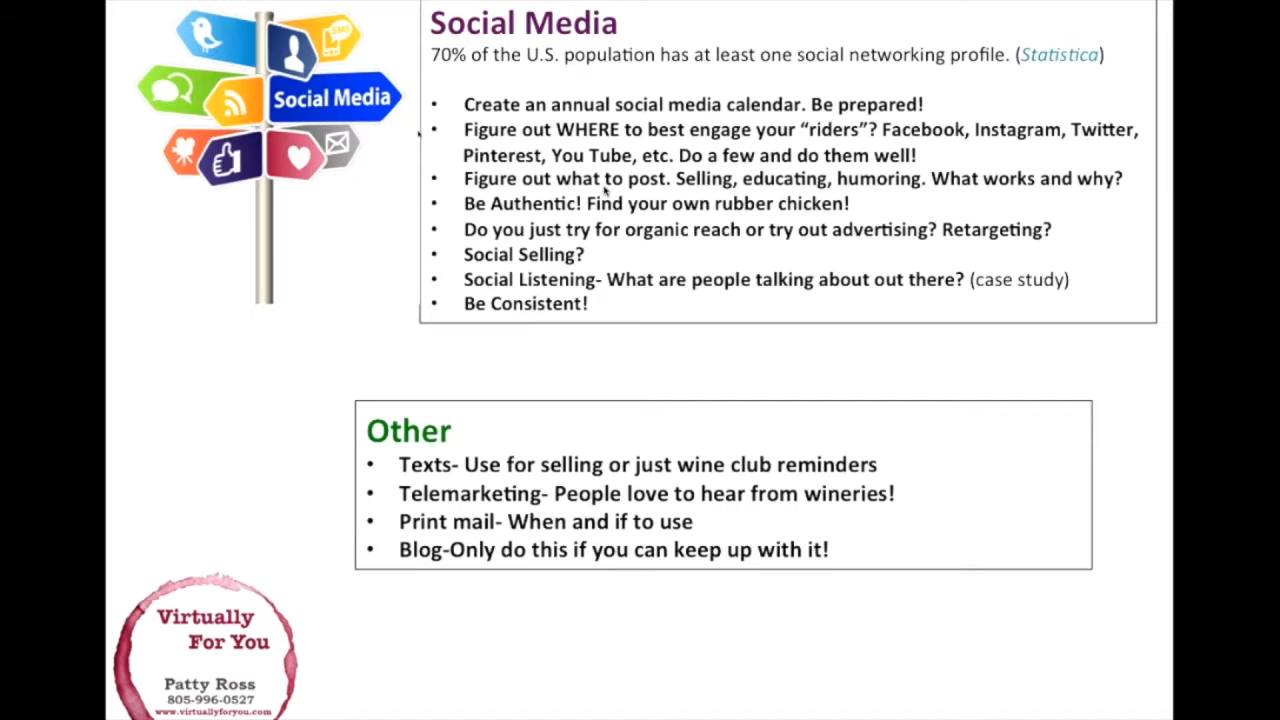 Social Media
70% of the U.S. population has at least one social networking profile. (Statistica)
• Create an annual social media calendar. Be prepared!
• Figure out WHERE to best engage your “riders”? Facebook, Instagram, Twitter,
Pinterest, You Tube, etc. Do a few and do them well!
• Figure out what to post. Selling, educating, humoring. What works and why?
• Be Authentic! Find your own rubber chicken!
• Do you just try for organic reach or try out advertising? Retargeting?
• Social Selling?
• Social Listening- What are people talking about out there? (case study)
• Be Consistent!
SMS
Social Media
Other
• Texts- Use for selling or just wine club reminders
• Telemarketing- People love to hear from wineries!
• Print mail- When and if to use
• Blog-Only do this if you can keep up with it!
Virtually
For You
Patty Ross
805-996-0527
www.virtuallyforyou.com